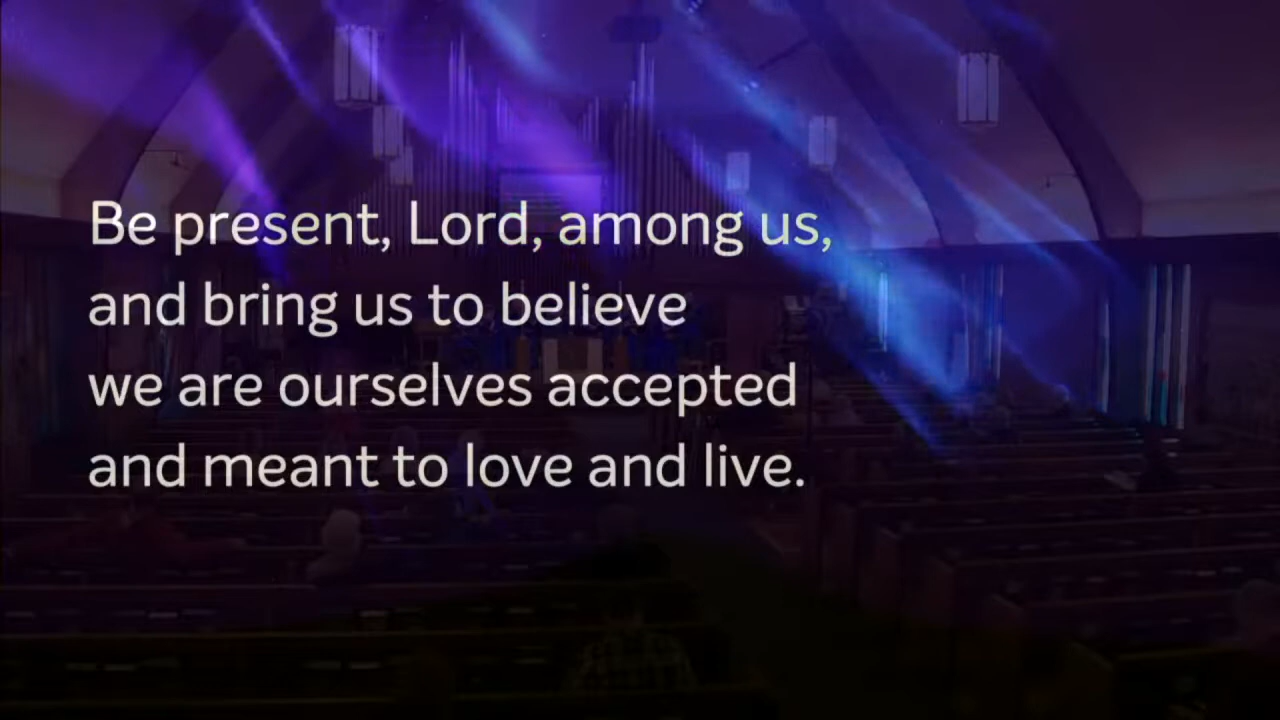 Be present, Lord, among us,
and bring us to believe
we are ourselves accepted
and meant to love and live.